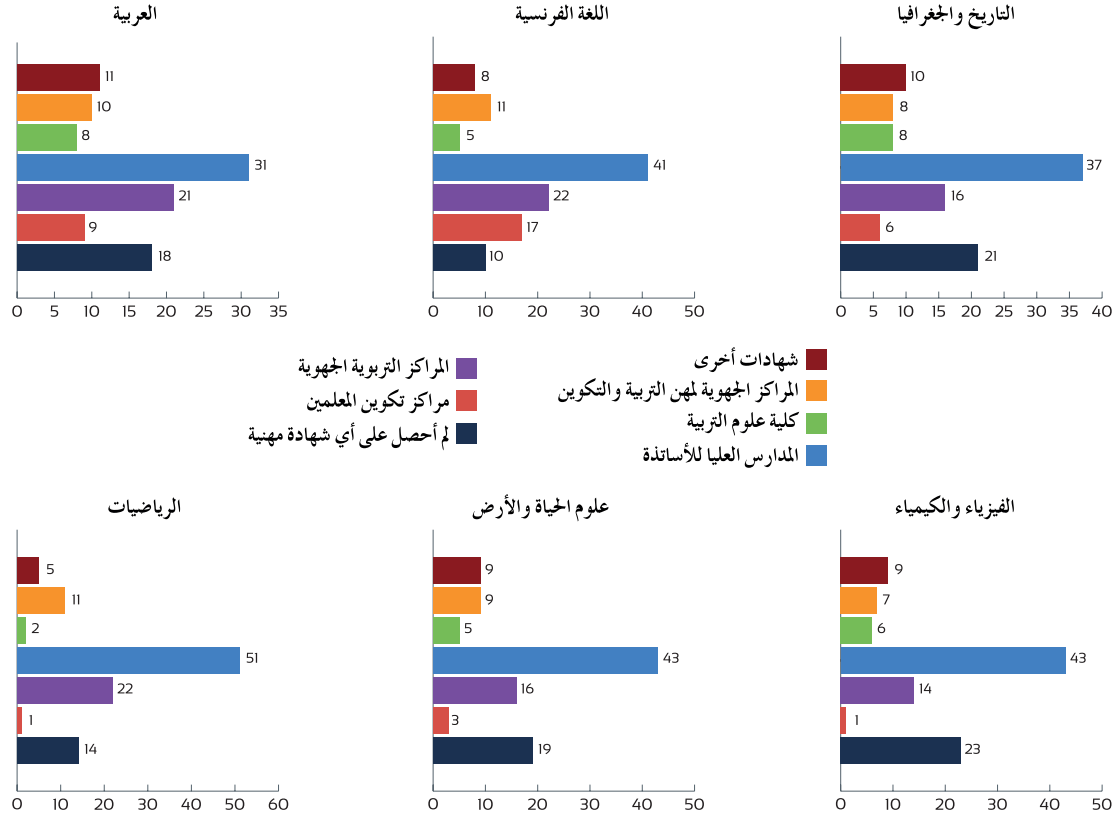 التاريخ والجغرافيا
10
8
8
37
16
6
21
0 5 10 15 20 25 30 35 40
اللغة الفرنسية
8
11
5
41
22
17
10
0 10 20 30 40 50
العربية
11
10
8
31
21
9
18
0 5 10 15 20 25 30 35
شهادات أخرى
المراكز الجهوية لمهن التربية والتكوين
كلية علوم التربية
المدارس العليا للأساتذة
المراكز التربوية الجهوية
مراكز تكوين المعلمين
لم أحصل على أي شهادة مهنية
الفيزياء والكيمياء
9
7
6
43
14
1
23
0 10 20 30 40 50
علوم الحياة والأرض
9
9
5
43
16
3
19
0 10 20 30 40 50
الرياضيات
5
11
2
51
22
1
14
0 10 20 30 40 50 60